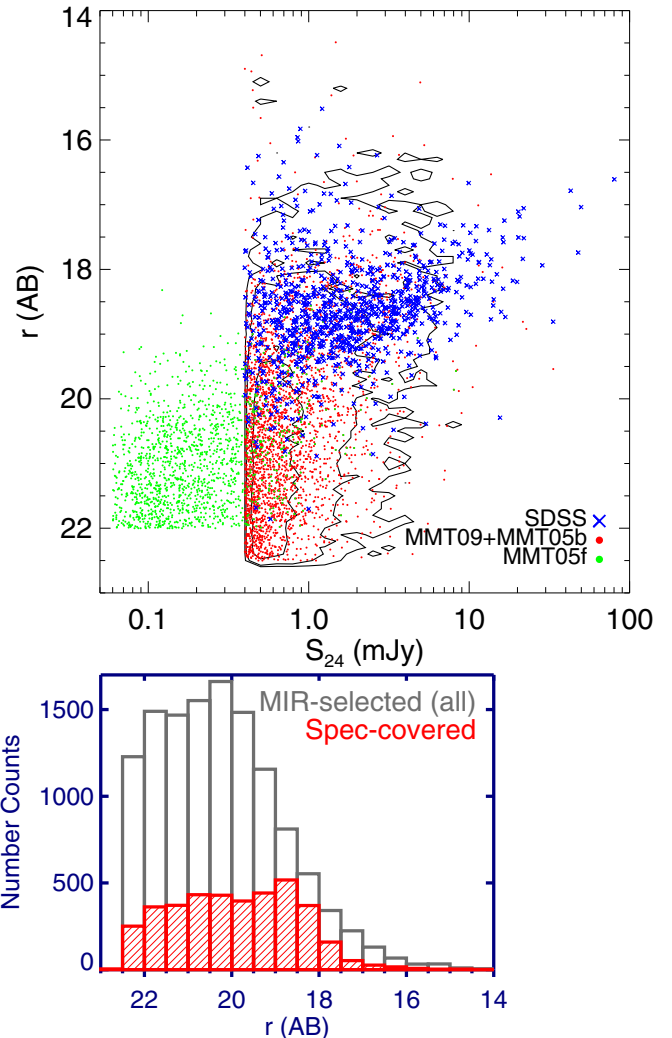 14
16
18
20
22
r (AB)
SDSS
MMT09+MMT05b
MMT05f
0.1 1.0 10 100
S₂₄ (mJy)
1500
1000
500
0
Number Counts
MIR-selected (all)
Spec-covered
22 20 18 16 14
r (AB)